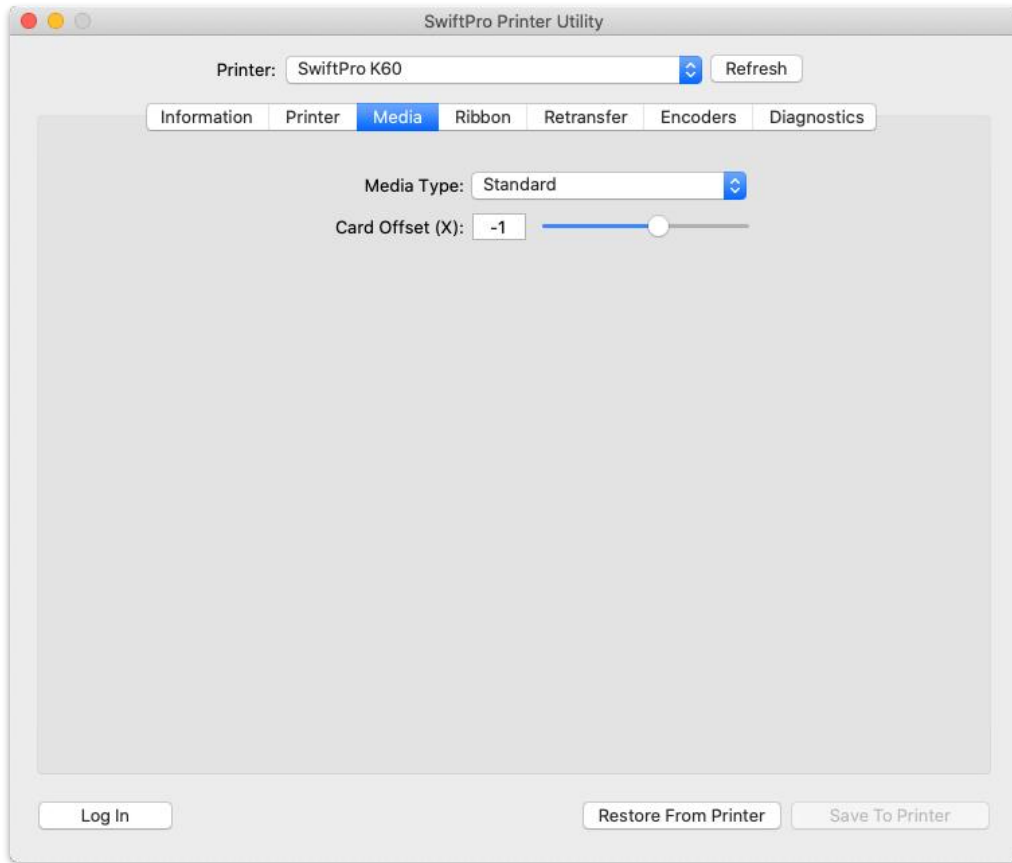 SwiftPro Printer Utility
Printer: SwiftPro K60 Refresh
Information Printer Media Ribbon Retransfer Encoders Diagnostics
Media Type: Standard
Card Offset (X): -1
Log In Restore From Printer Save To Printer